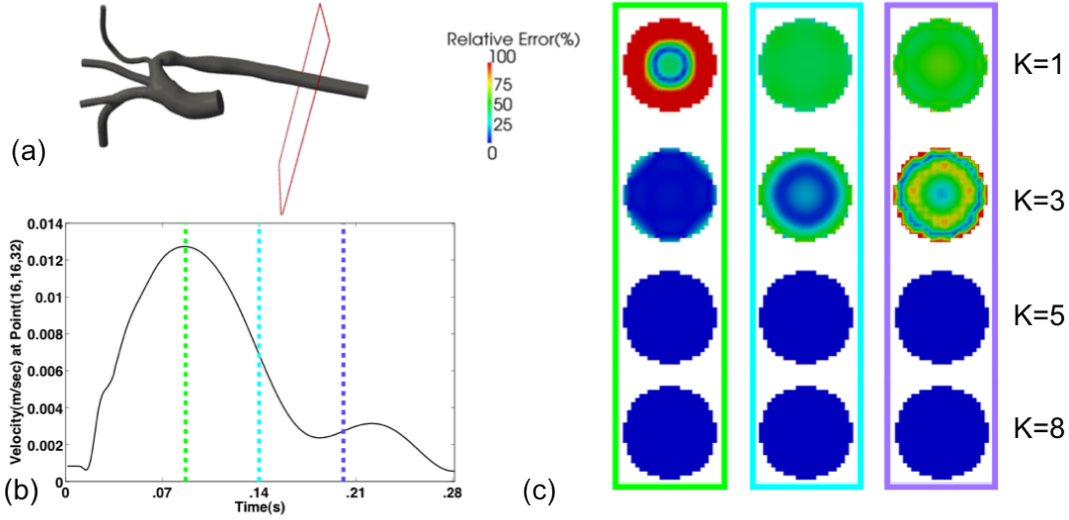 (a)
Relative Error(%)
100
75
50
25
0
K=1
K=3
K=5
K=8
(b)
Velocity(m/sec) at Point(16,16,32)
0.014
0.012
0.01
0.008
0.006
0.004
0.002
0
0 .07 .14 .21 .28
Time(s)
(c)